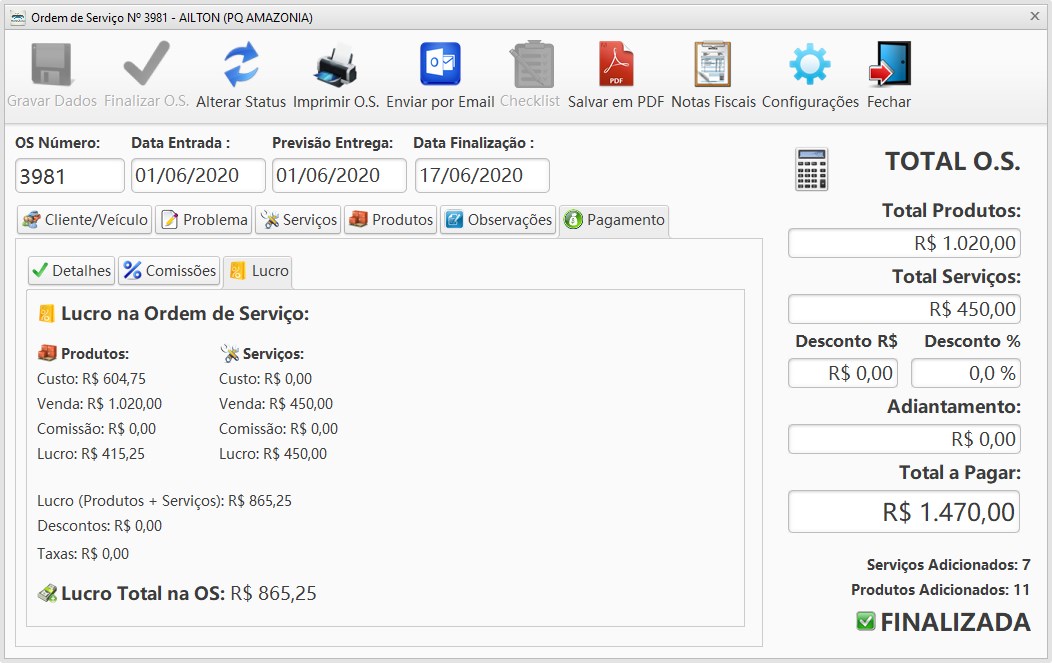 Ordem de Serviço Nº 3981 - AILTON (PQ AMAZONIA)
Gravar Dados Finalizar O.S. Alterar Status Imprimir O.S. Enviar por Email Checklist Salvar em PDF Notas Fiscais Configurações Fechar
OS Número: Data Entrada : Previsão Entrega: Data Finalização :
3981 01/06/2020 01/06/2020 17/06/2020
Cliente/Veículo Problema Serviços Produtos Observações Pagamento
Detalhes Comissões Lucro
Lucro na Ordem de Serviço:
Produtos: Serviços:
Custo: R$ 604,75 Custo: R$ 0,00
Venda: R$ 1.020,00 Venda: R$ 450,00
Comissão: R$ 0,00 Comissão: R$ 0,00
Lucro: R$ 415,25 Lucro: R$ 450,00
Lucro (Produtos + Serviços): R$ 865,25
Descontos: R$ 0,00
Taxas: R$ 0,00
Lucro Total na OS: R$ 865,25
TOTAL O.S.
Total Produtos:
R$ 1.020,00
Total Serviços:
R$ 450,00
Desconto R$ Desconto %
R$ 0,00 0,0 %
Adiantamento:
R$ 0,00
Total a Pagar:
R$ 1.470,00
Serviços Adicionados: 7
Produtos Adicionados: 11
FINALIZADA